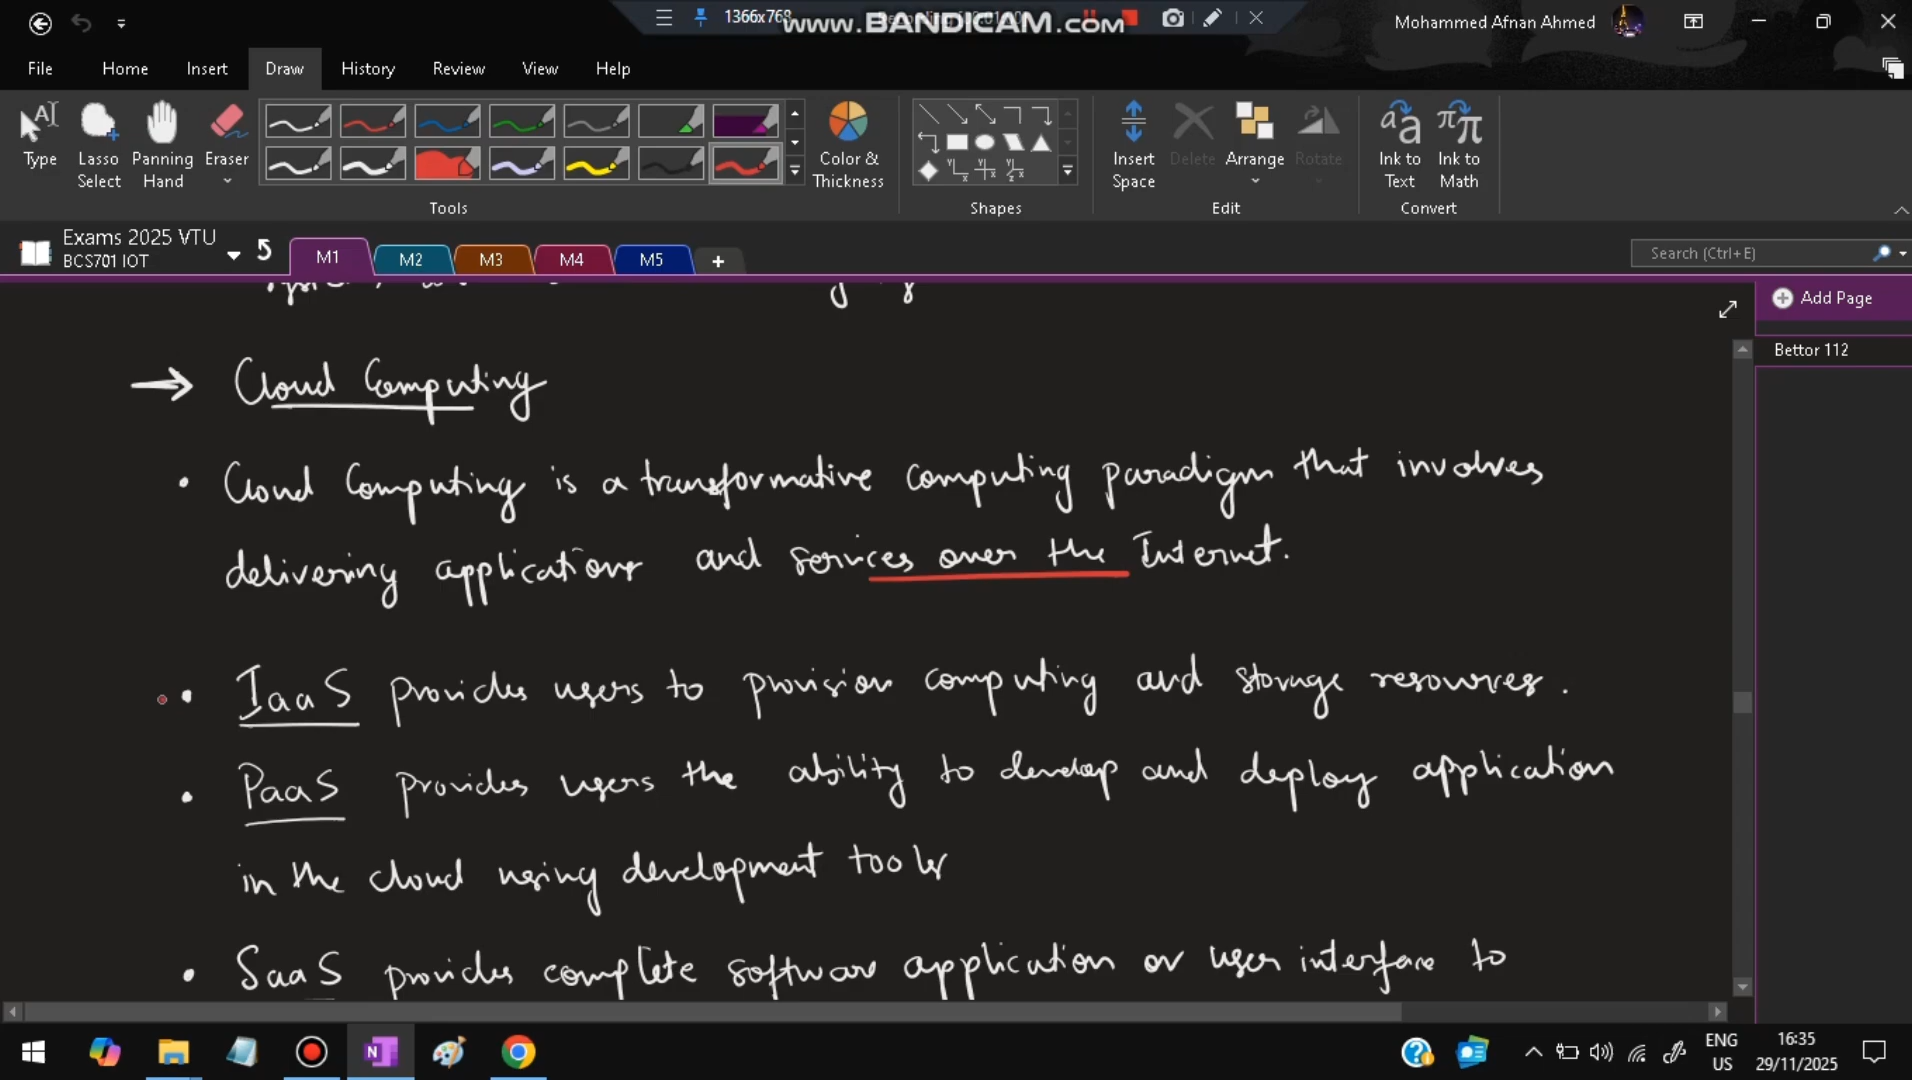 1366x768
www.BANDICAM.com
Mohammed Afnan Ahmed
File Home Insert Draw History Review View Help
Type
Lasso Select
Panning Hand
Eraser
Color & Thickness
Insert Space
Delete
Arrange
Rotate
Ink to Text
Ink to Math
Tools
Shapes
Edit
Convert
Exams 2025 VTU
BCS701 IOT
M1 M2 M3 M4 M5 +
Search (Ctrl+E)
Add Page
Bettor 112
→ Cloud Computing
• Cloud Computing is a transformative computing paradigm that involves
delivering applications and services over the Internet.
• IaaS provides users to provision computing and storage resources.
• PaaS provides users the ability to develop and deploy application
in the cloud using development tools
• SaaS provides complete software application or user interface to
ENG
US
16:35
29/11/2025